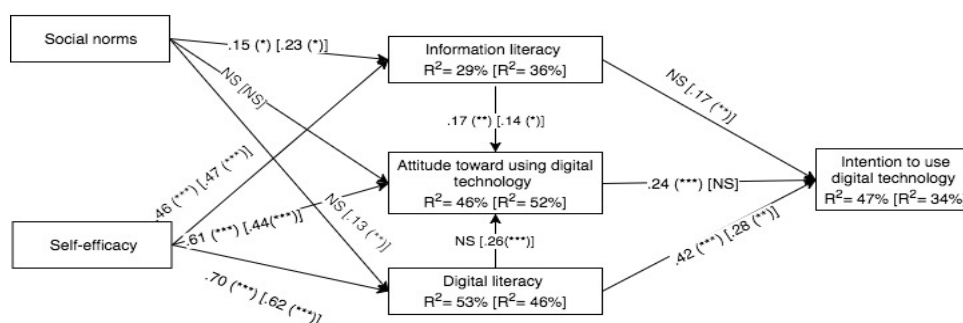 Social norms
.15 (*) [.23 (*)]
Information literacy
R²= 29% [R²= 36%]
NS [NS]
NS [.17 (**)]
.17 (**) [.14 (*)]
Attitude toward using digital
technology
R²= 46% [R²= 52%]
.24 (***) [NS]
Intention to use
digital technology
R²= 47% [R²= 34%]
.46 (***) [.47 (***)]
Self-efficacy
.61 (***) [.44(***)]
NS [.13 (**)]
NS [.26(***)]
.42 (***) [.28 (**)]
.70 (***) [.62 (***)]
Digital literacy
R²= 53% [R²= 46%]